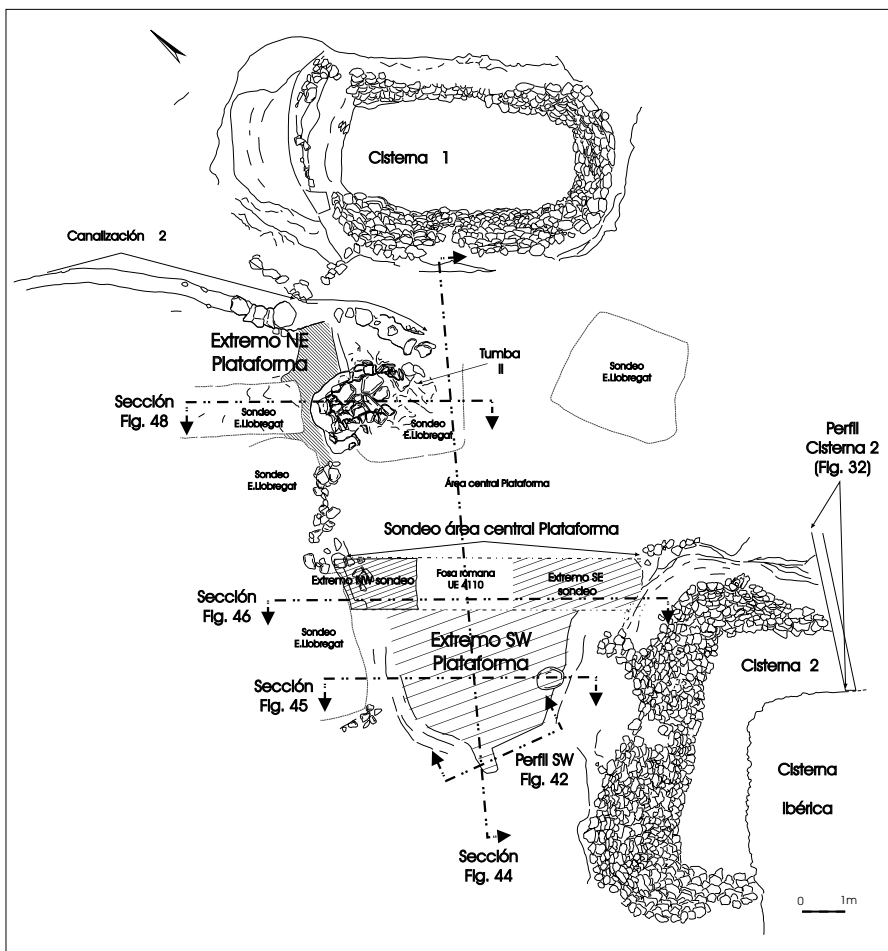 Cisterna 1
Canalización 2
Extremo NE
Plataforma
Tumba
II
Sondeo
E.Llobregat
Sección
Fig. 48
Sondeo
E.Llobregat
Sondeo
E.Llobregat
Sondeo
E.Llobregat
Perfil
Cisterna 2
(Fig. 32)
Área central Plataforma
Sondeo área central Plataforma
Extremo NW sondeo
Fosa romana
UE 4110
Extremo SE
sondeo
Sección
Fig. 46
Sondeo
E.Llobregat
Extremo SW
Plataforma
Cisterna 2
Sección
Fig. 45
Perfil SW
Fig. 42
Cisterna
Ibérica
Sección
Fig. 44
0 1m